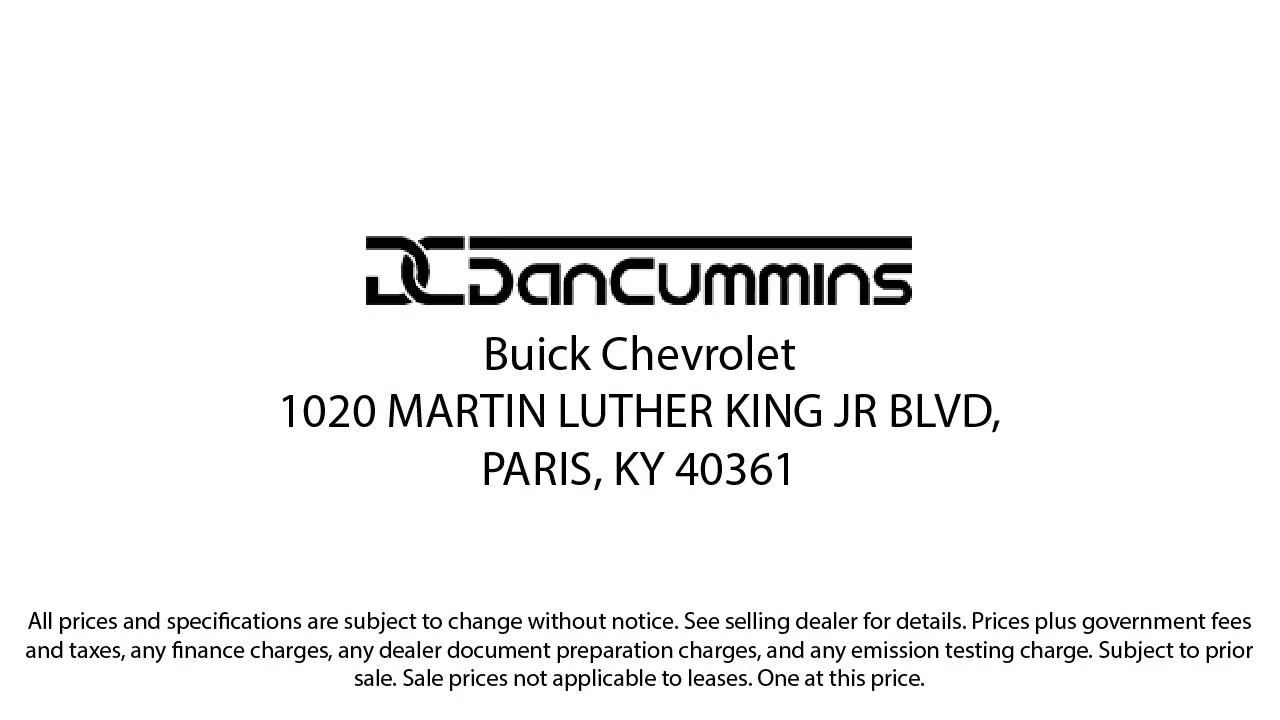 DC DanCummins
Buick Chevrolet
1020 MARTIN LUTHER KING JR BLVD,
PARIS, KY 40361
All prices and specifications are subject to change without notice. See selling dealer for details. Prices plus government fees
and taxes, any finance charges, any dealer document preparation charges, and any emission testing charge. Subject to prior
sale. Sale prices not applicable to leases. One at this price.